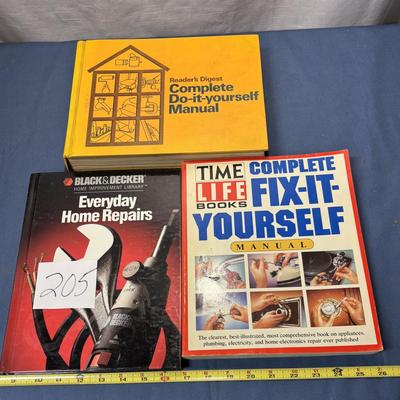 Reader's Digest
Complete
Do-it-yourself
Manual
BLACK & DECKER®
HOME IMPROVEMENT LIBRARY™
Everyday
Home Repairs
205
TIME
LIFE
BOOKS
COMPLETE
FIX-IT-
YOURSELF
MANUAL
The clearest, best-illustrated, most comprehensive book on appliances,
plumbing, electricity, and home-electronics repair ever published